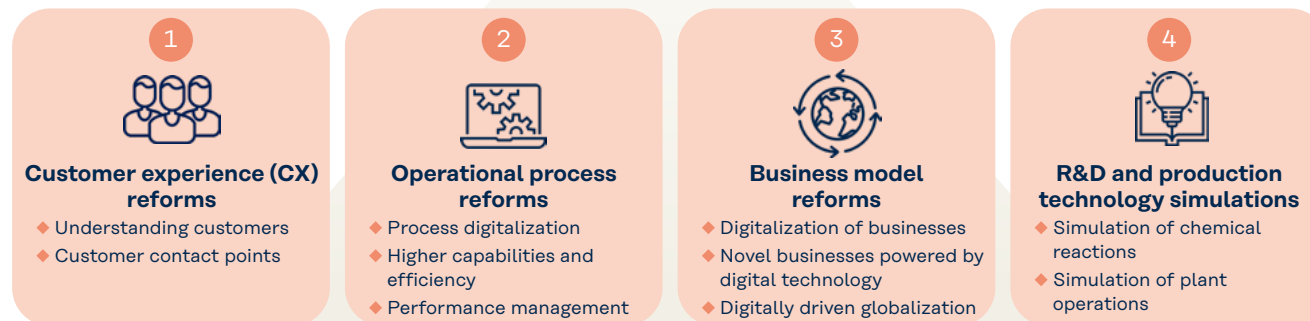 1
Customer experience (CX)
reforms
◆ Understanding customers
◆ Customer contact points
2
Operational process
reforms
◆ Process digitalization
◆ Higher capabilities and
efficiency
◆ Performance management
3
Business model
reforms
◆ Digitalization of businesses
◆ Novel businesses powered by
digital technology
◆ Digitally driven globalization
4
R&D and production
technology simulations
◆ Simulation of chemical
reactions
◆ Simulation of plant
operations